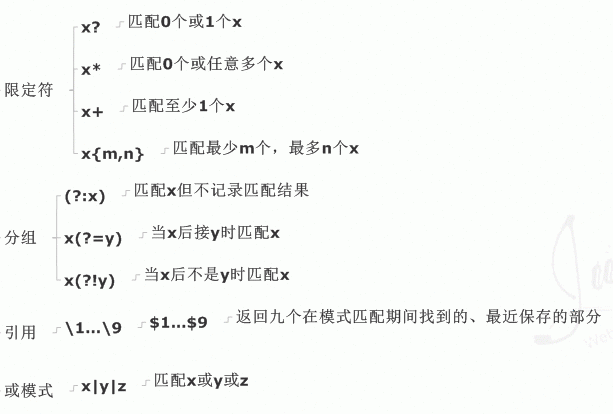 限定符
x? 匹配0个或1个x
x* 匹配0个或任意多个x
x+ 匹配至少1个x
x{m,n} 匹配最少m个，最多n个x
分组
(?:x) 匹配x但不记录匹配结果
x(?=y) 当x后接y时匹配x
x(?!y) 当x后不是y时匹配x
引用 \1...\9 $1...$9 返回九个在模式匹配期间找到的、最近保存的部分
或模式 x|y|z 匹配x或y或z